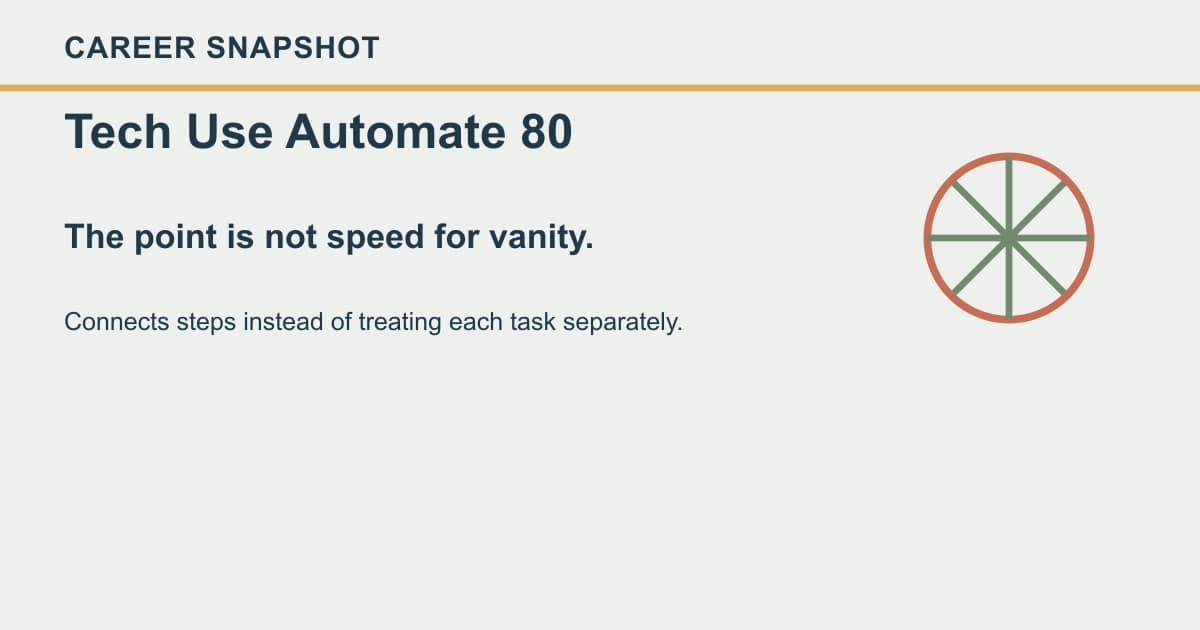 CAREER SNAPSHOT
Tech Use Automate 80
The point is not speed for vanity.
Connects steps instead of treating each task separately.